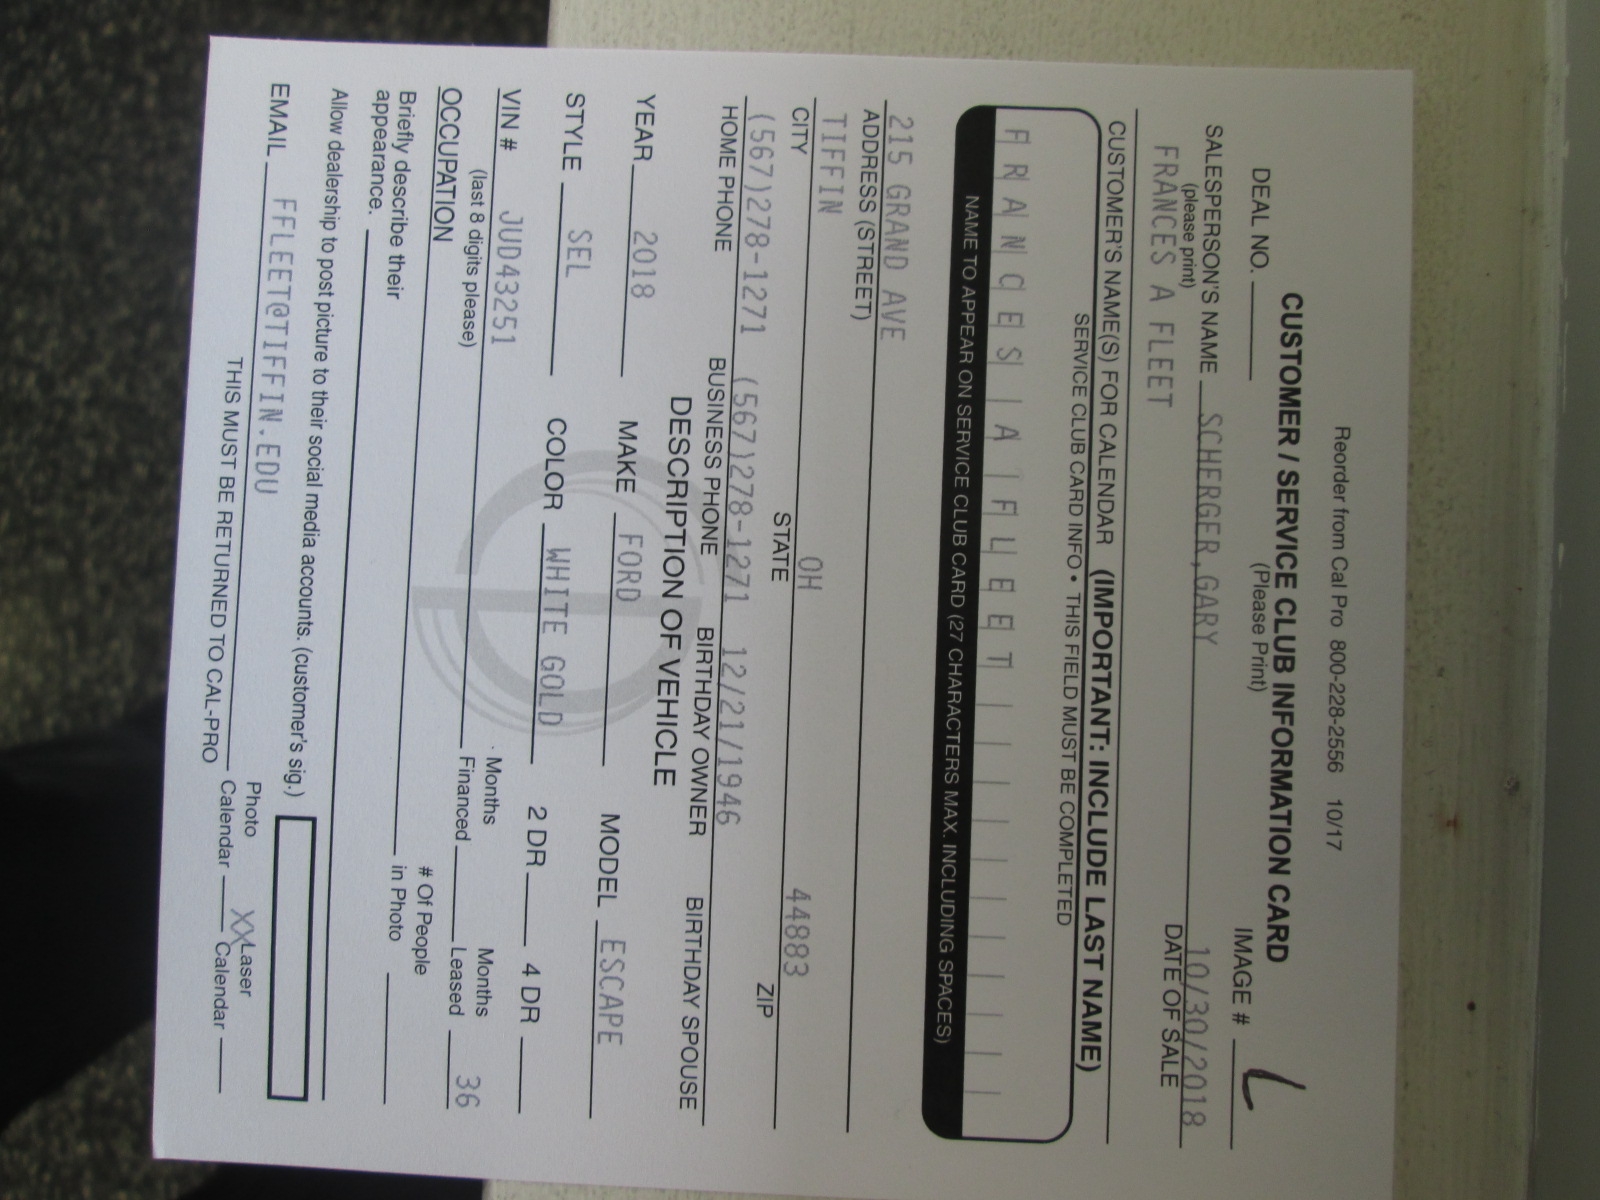 Reorder from Cal Pro 800-228-2556 10/17
CUSTOMER / SERVICE CLUB INFORMATION CARD
(Please Print)
DEAL NO. IMAGE # L
SALESPERSON'S NAME SCHERGER,GARY 10/30/2018
(please print) DATE OF SALE
FRANCES A FLEET
CUSTOMER'S NAME(S) FOR CALENDAR (IMPORTANT: INCLUDE LAST NAME)
SERVICE CLUB CARD INFO • THIS FIELD MUST BE COMPLETED
FRANCES A FLEET
NAME TO APPEAR ON SERVICE CLUB CARD (27 CHARACTERS MAX. INCLUDING SPACES)
215 GRAND AVE
ADDRESS (STREET)
TIFFIN OH 44883
CITY STATE ZIP
(567)278-1271 (567)278-1271 12/21/1946
HOME PHONE BUSINESS PHONE BIRTHDAY OWNER BIRTHDAY SPOUSE
DESCRIPTION OF VEHICLE
YEAR 2018 MAKE FORD MODEL ESCAPE
STYLE SEL COLOR WHITE GOLD 2 DR 4 DR
VIN # JUD43251 Months Financed Months Leased 36
(last 8 digits please)
OCCUPATION
# Of People in Photo
Briefly describe their appearance.
Allow dealership to post picture to their social media accounts. (customer's sig.)
EMAIL FFLEET@TIFFIN.EDU Photo Calendar XX Laser Calendar
THIS MUST BE RETURNED TO CAL-PRO